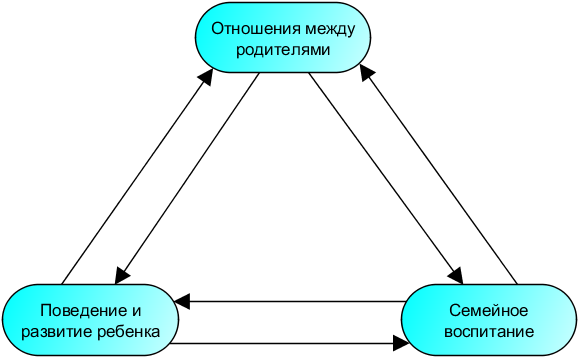 Отношения между
родителями
Поведение и
развитие ребенка
Семейное
воспитание